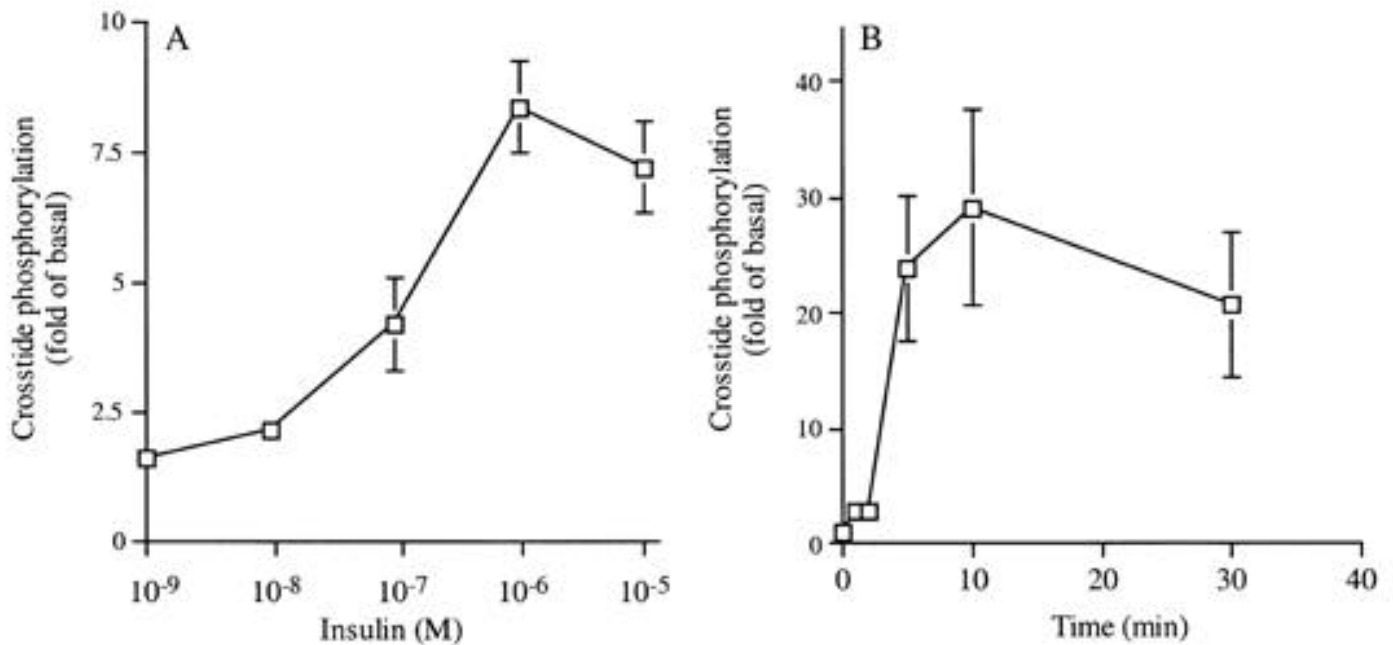 A
Crosstide phosphorylation
(fold of basal)
10
7.5
5
2.5
0
10-9
10-8
10-7
10-6
10-5
Insulin (M)
B
Crosstide phosphorylation
(fold of basal)
40
30
20
10
0
0
10
20
30
40
Time (min)